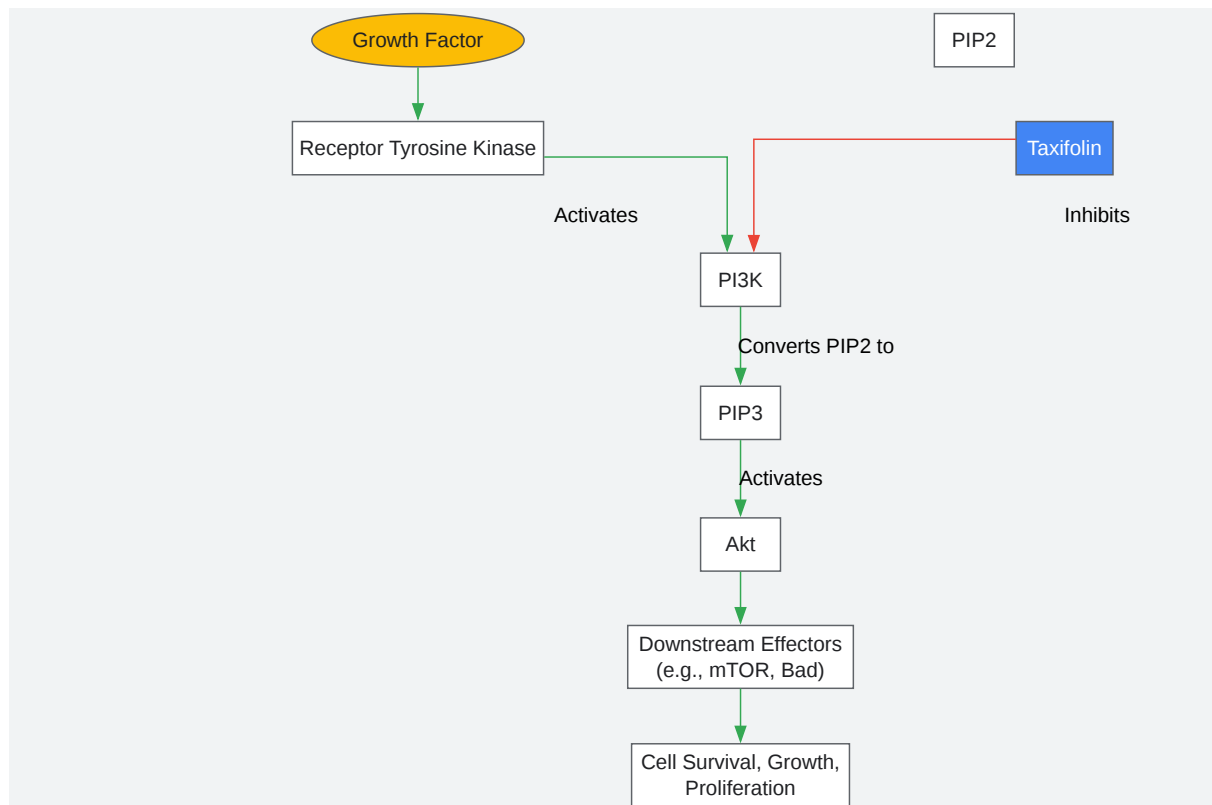 Growth Factor
PIP2
Receptor Tyrosine Kinase
Taxifolin
Activates
Inhibits
PI3K
Converts PIP2 to
PIP3
Activates
Akt
Downstream Effectors
(e.g., mTOR, Bad)
Cell Survival, Growth,
Proliferation